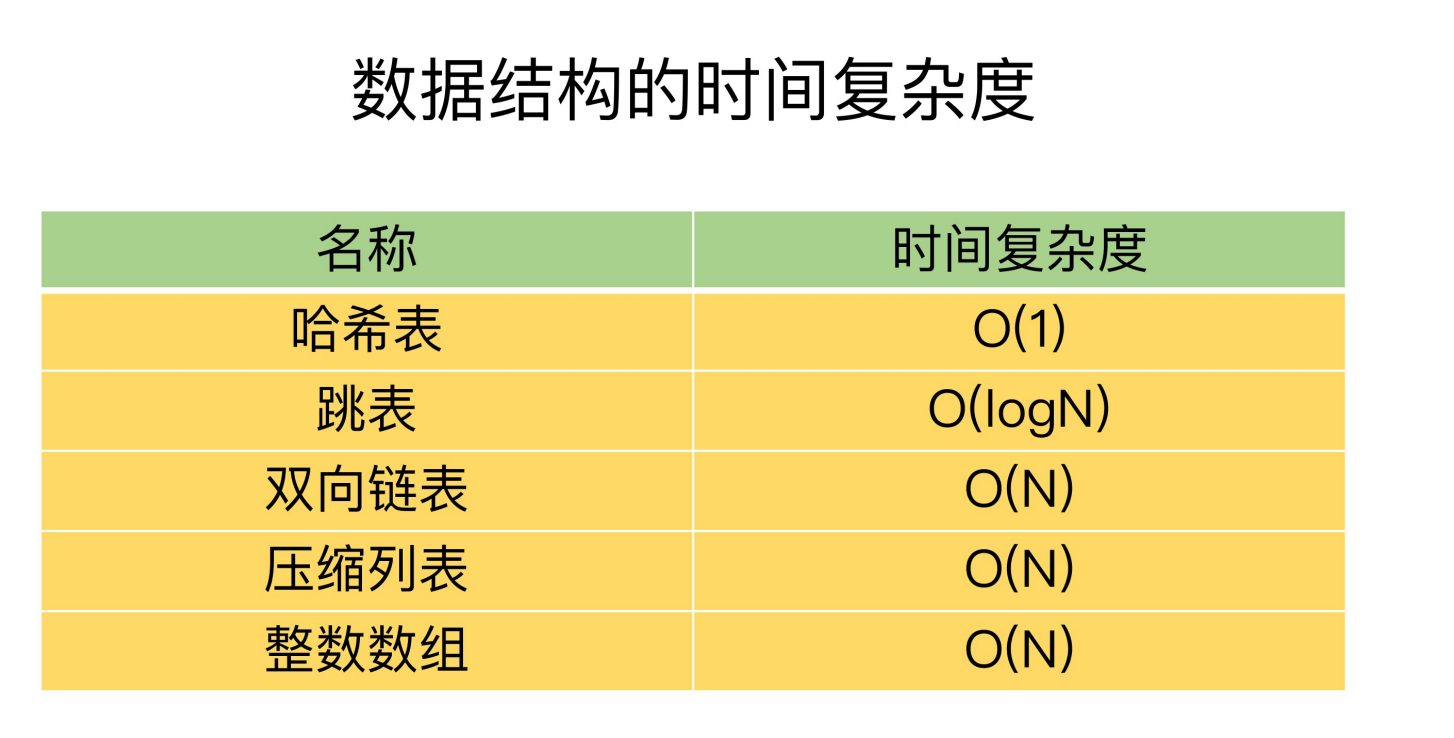 数据结构的时间复杂度
名称 时间复杂度
哈希表 O(1)
跳表 O(logN)
双向链表 O(N)
压缩列表 O(N)
整数数组 O(N)